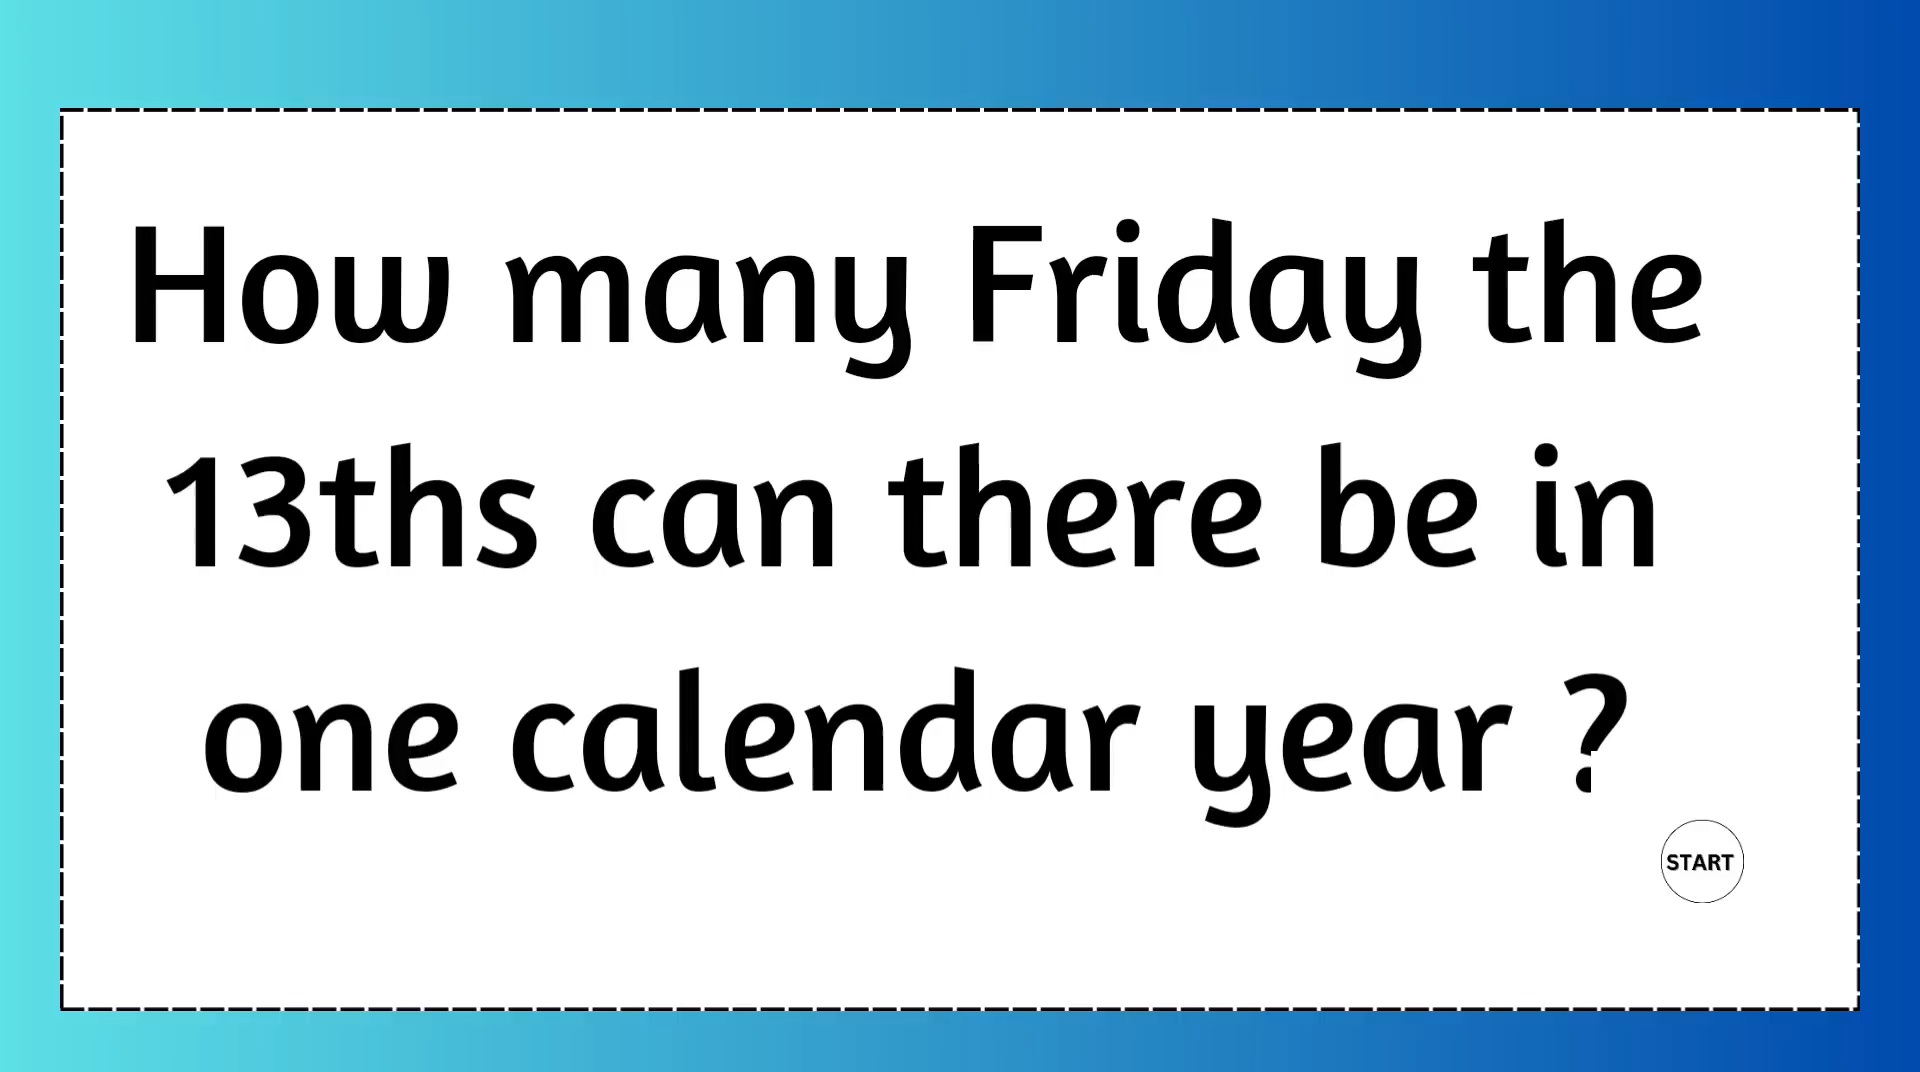 How many Friday the
13ths can there be in
one calendar year ?
START